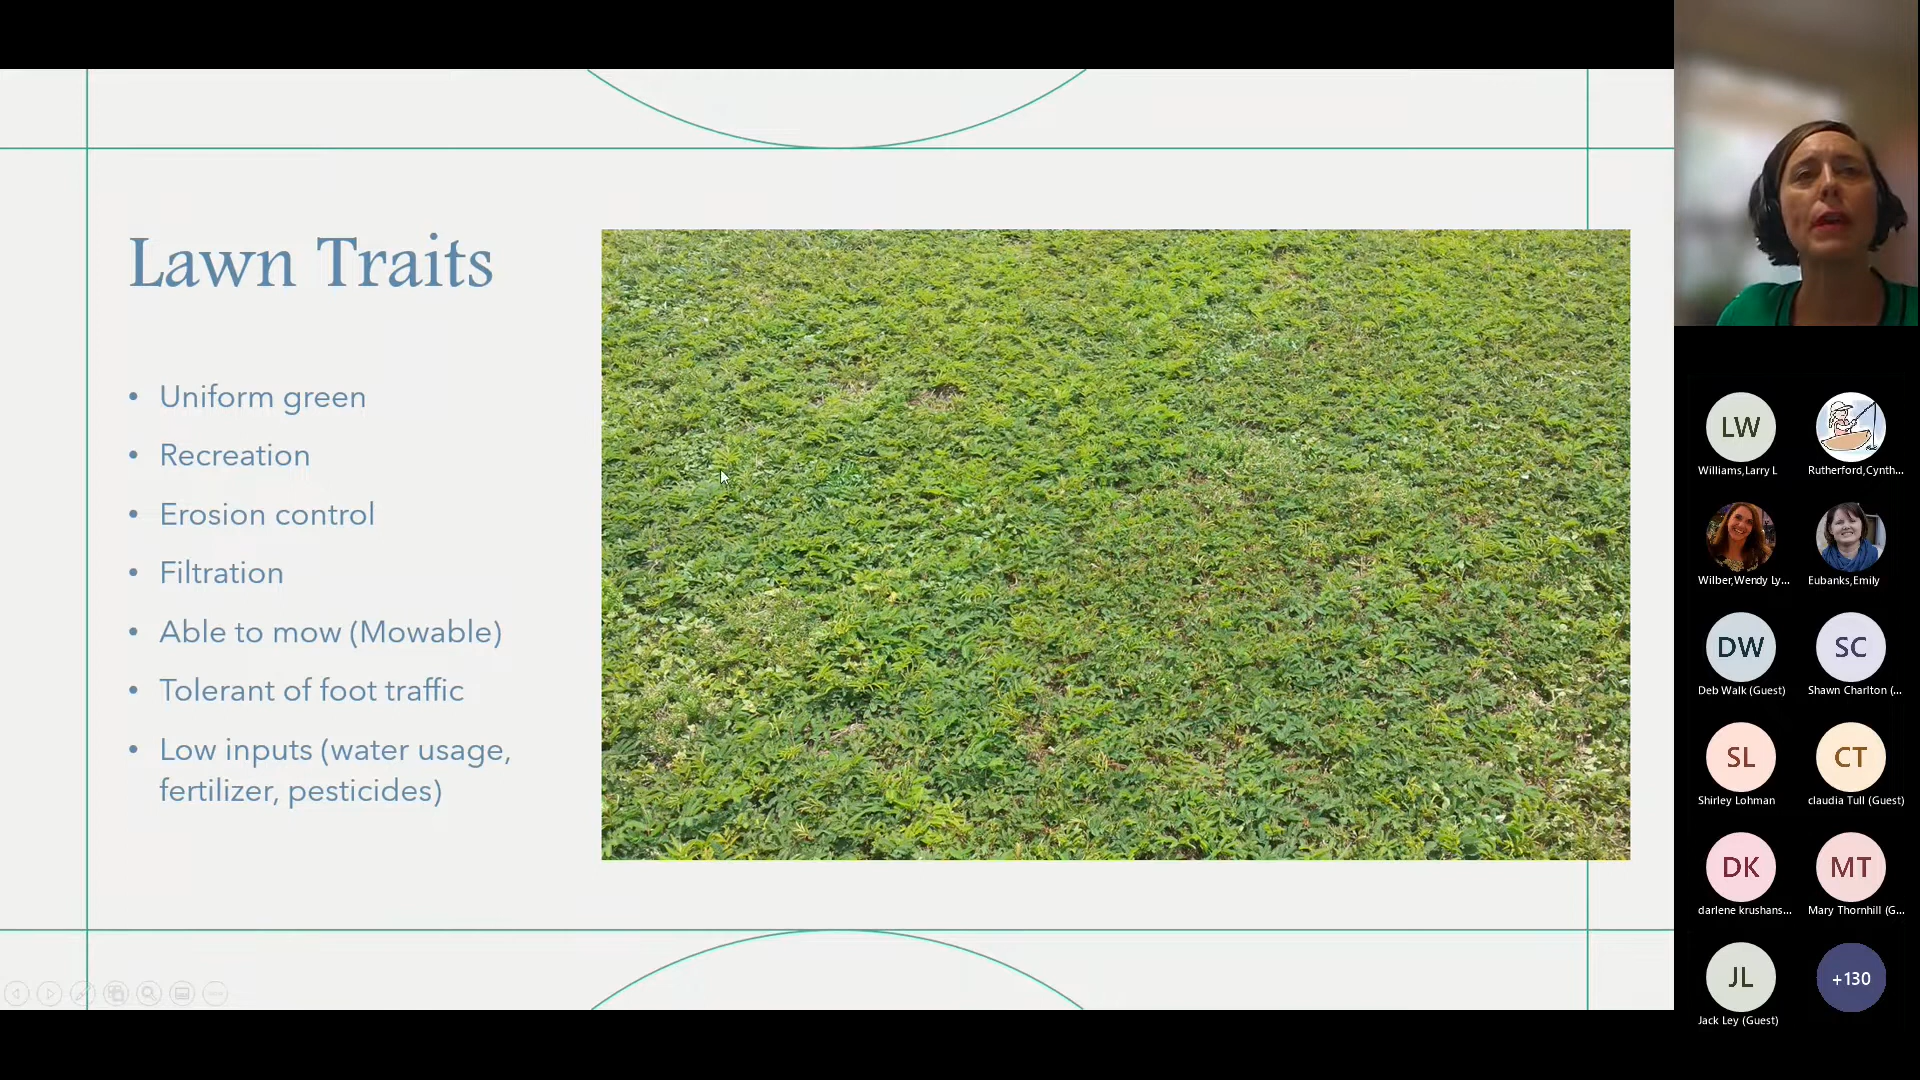 Lawn Traits
• Uniform green
• Recreation
• Erosion control
• Filtration
• Able to mow (Mowable)
• Tolerant of foot traffic
• Low inputs (water usage,
fertilizer, pesticides)
LW
Williams,Larry L
Rutherford,Cynth...
Wilber,Wendy Ly...
Eubanks,Emily
DW
SC
Deb Walk (Guest)
Shawn Charlton (...
SL
CT
Shirley Lohman
claudia Tull (Guest)
DK
MT
darlene krushans...
Mary Thornhill (G...
JL
+130
Jack Ley (Guest)